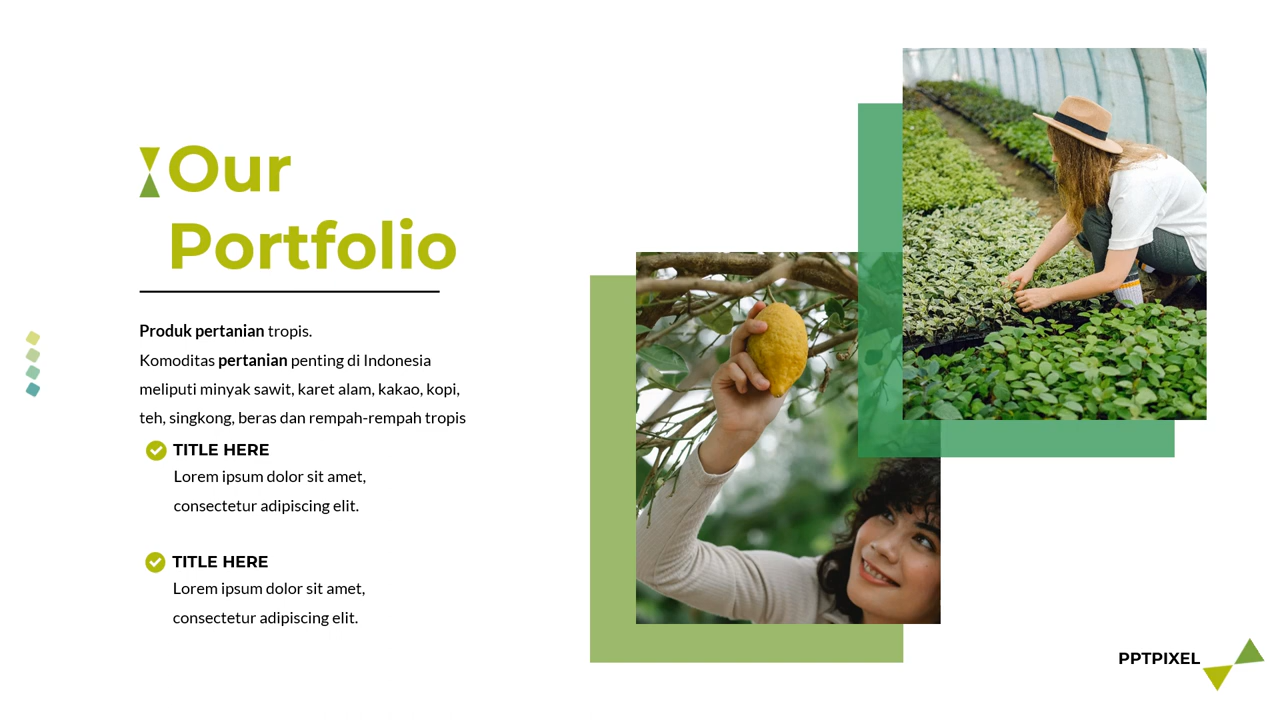 Our
Portfolio
Produk pertanian tropis.
Komoditas pertanian penting di Indonesia
meliputi minyak sawit, karet alam, kakao, kopi,
teh, singkong, beras dan rempah-rempah tropis
TITLE HERE
Lorem ipsum dolor sit amet,
consectetur adipiscing elit.
TITLE HERE
Lorem ipsum dolor sit amet,
consectetur adipiscing elit.
PPTPIXEL